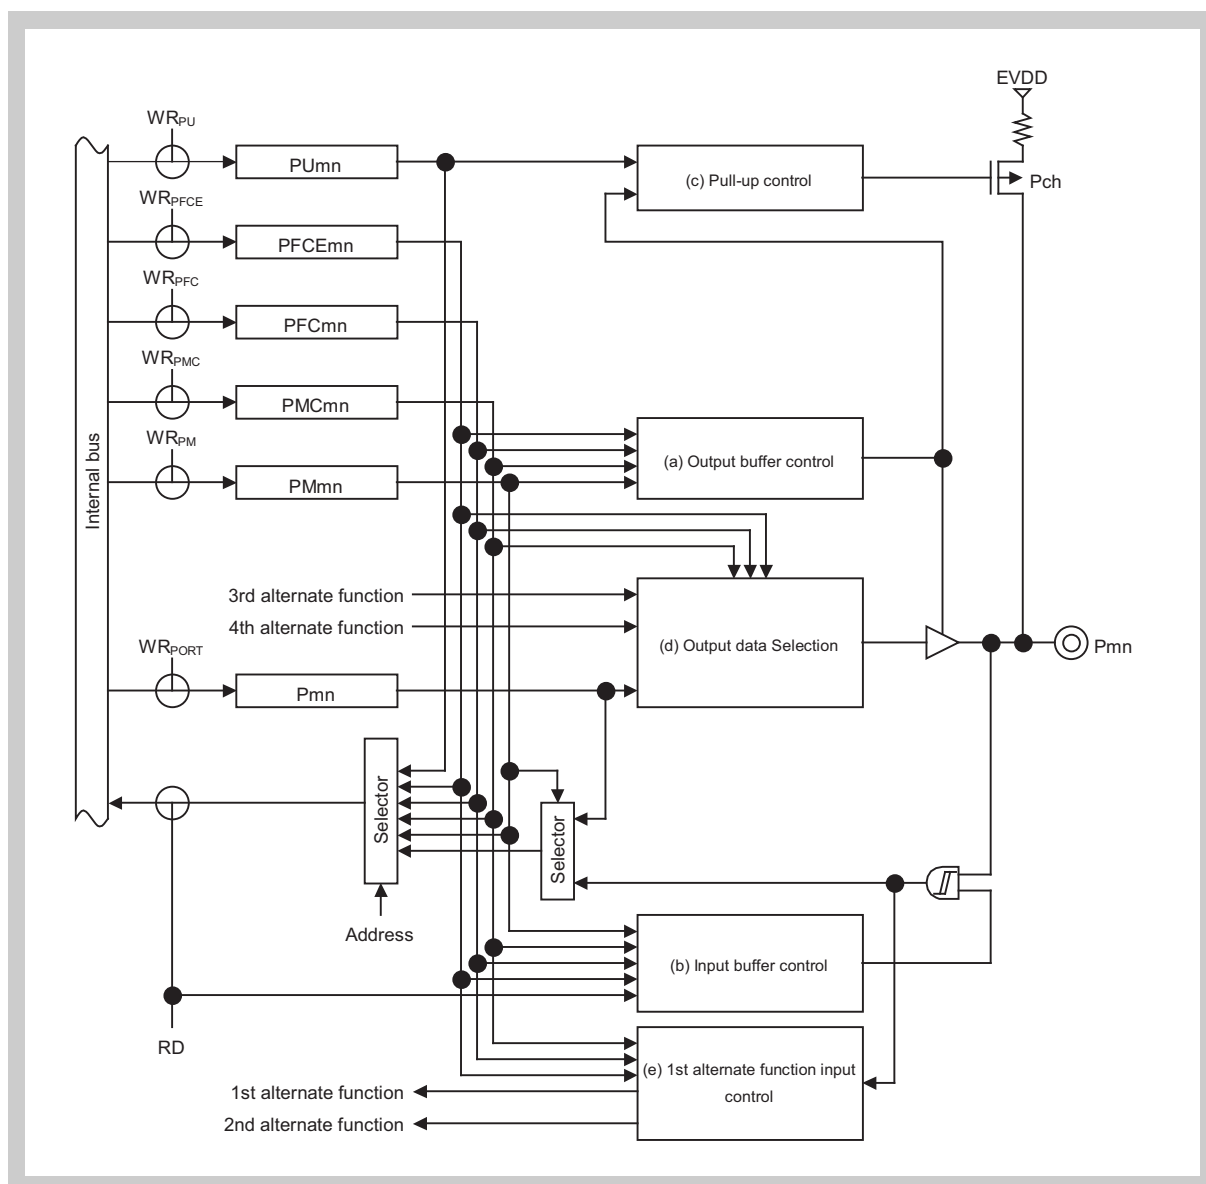 EVDD
WRPU
PUmn
(c) Pull-up control
Pch
WRPFCE
PFCEmn
WRPFC
PFCmn
WRPMC
PMCmn
WRPM
PMmn
(a) Output buffer control
Internal bus
3rd alternate function
4th alternate function
(d) Output data Selection
Pmn
WRPORT
Pmn
Selector
Selector
Address
(b) Input buffer control
RD
(e) 1st alternate function input
control
1st alternate function
2nd alternate function